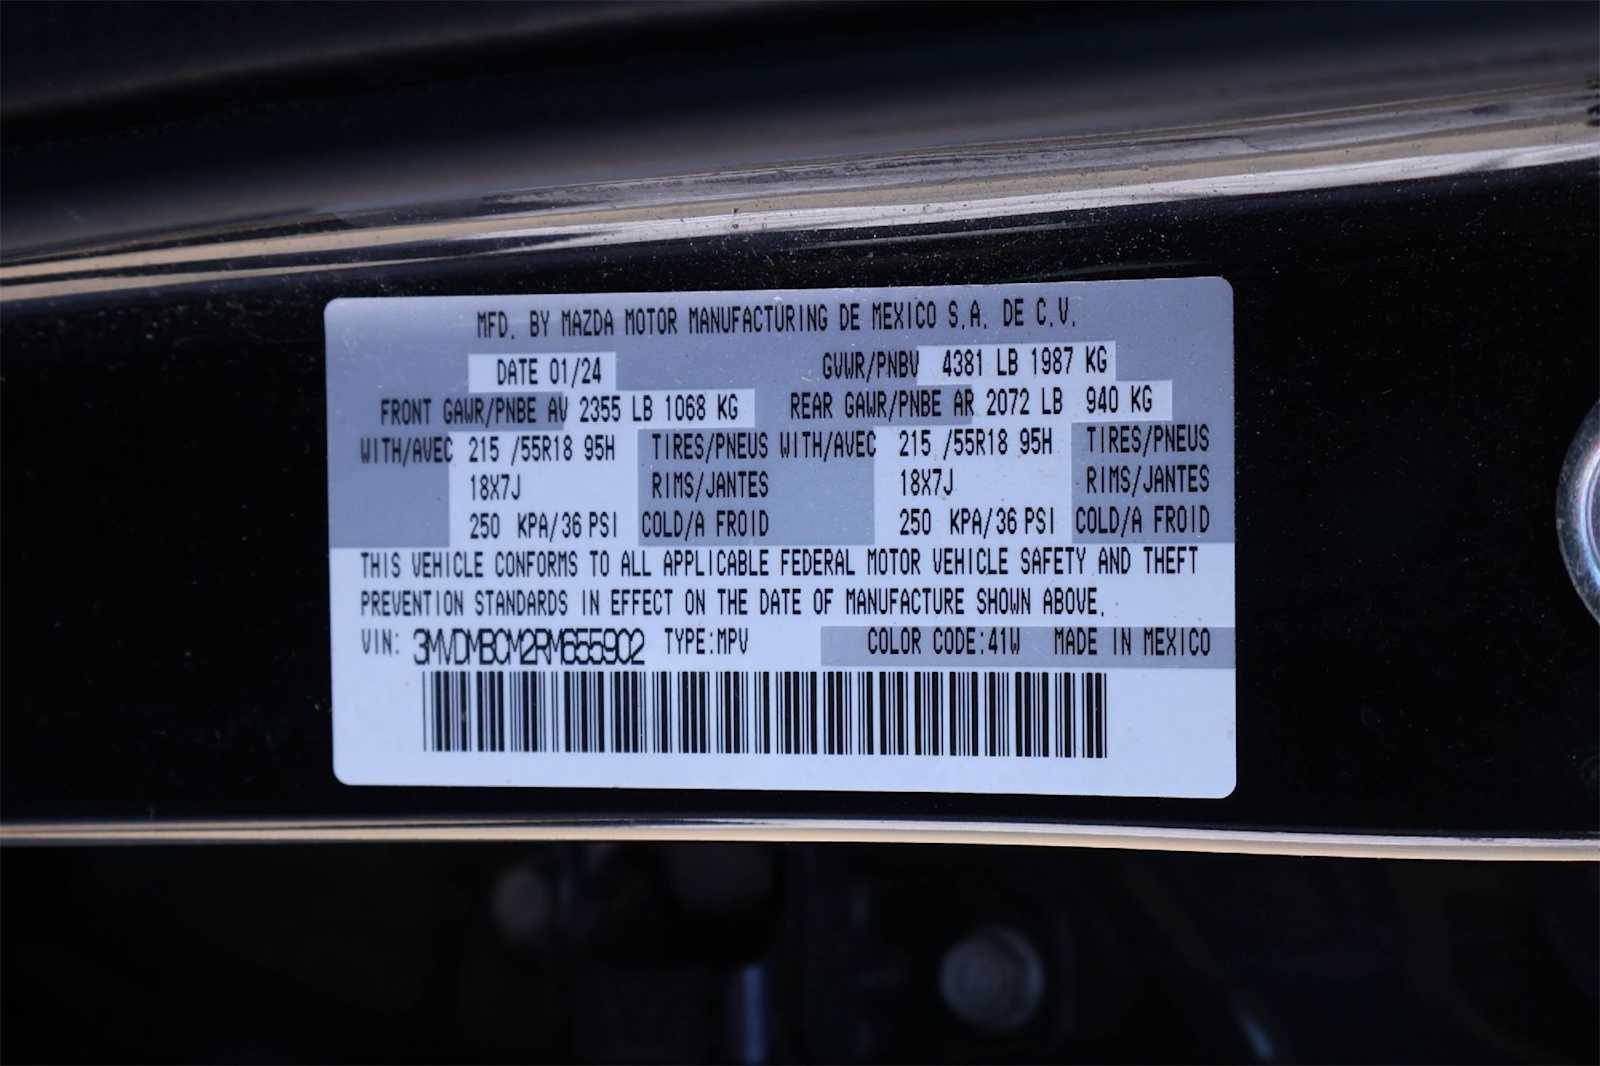 MFD. BY MAZDA MOTOR MANUFACTURING DE MEXICO S.A. DE C.V.
DATE 01/24 GVWR/PNBV 4381 LB 1987 KG
FRONT GAWR/PNBE AV 2355 LB 1068 KG REAR GAWR/PNBE AR 2072 LB 940 KG
WITH/AVEC 215 /55R18 95H TIRES/PNEUS WITH/AVEC 215 /55R18 95H TIRES/PNEUS
18X7J RIMS/JANTES 18X7J RIMS/JANTES
250 KPA/36 PSI COLD/A FROID 250 KPA/36 PSI COLD/A FROID
THIS VEHICLE CONFORMS TO ALL APPLICABLE FEDERAL MOTOR VEHICLE SAFETY AND THEFT
PREVENTION STANDARDS IN EFFECT ON THE DATE OF MANUFACTURE SHOWN ABOVE.
VIN: 3MVDMBCM2RM655902 TYPE:MPV COLOR CODE:41W MADE IN MEXICO